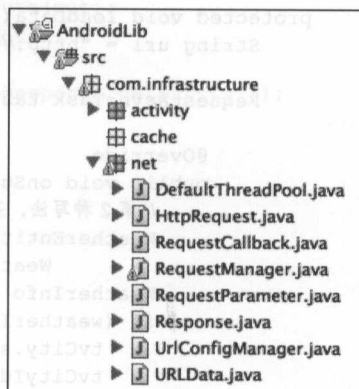 AndroidLib
src
com.infrastructure
activity
cache
net
DefaultThreadPool.java
HttpRequest.java
RequestCallback.java
RequestManager.java
RequestParameter.java
Response.java
UrlConfigManager.java
URLData.java